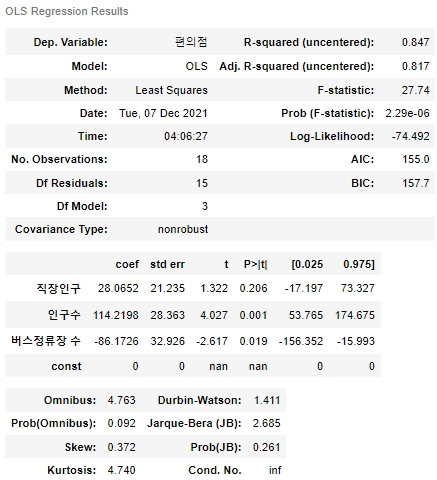 OLS Regression Results
Dep. Variable: 편의점 R-squared (uncentered): 0.847
Model: OLS Adj. R-squared (uncentered): 0.817
Method: Least Squares F-statistic: 27.74
Date: Tue, 07 Dec 2021 Prob (F-statistic): 2.29e-06
Time: 04:06:27 Log-Likelihood: -74.492
No. Observations: 18 AIC: 155.0
Df Residuals: 15 BIC: 157.7
Df Model: 3
Covariance Type: nonrobust
coef std err t P>|t| [0.025 0.975]
직장인구 28.0652 21.235 1.322 0.206 -17.197 73.327
인구수 114.2198 28.363 4.027 0.001 53.765 174.675
버스정류장 수 -86.1726 32.926 -2.617 0.019 -156.352 -15.993
const 0 0 nan nan 0 0
Omnibus: 4.763 Durbin-Watson: 1.411
Prob(Omnibus): 0.092 Jarque-Bera (JB): 2.685
Skew: 0.372 Prob(JB): 0.261
Kurtosis: 4.740 Cond. No. inf